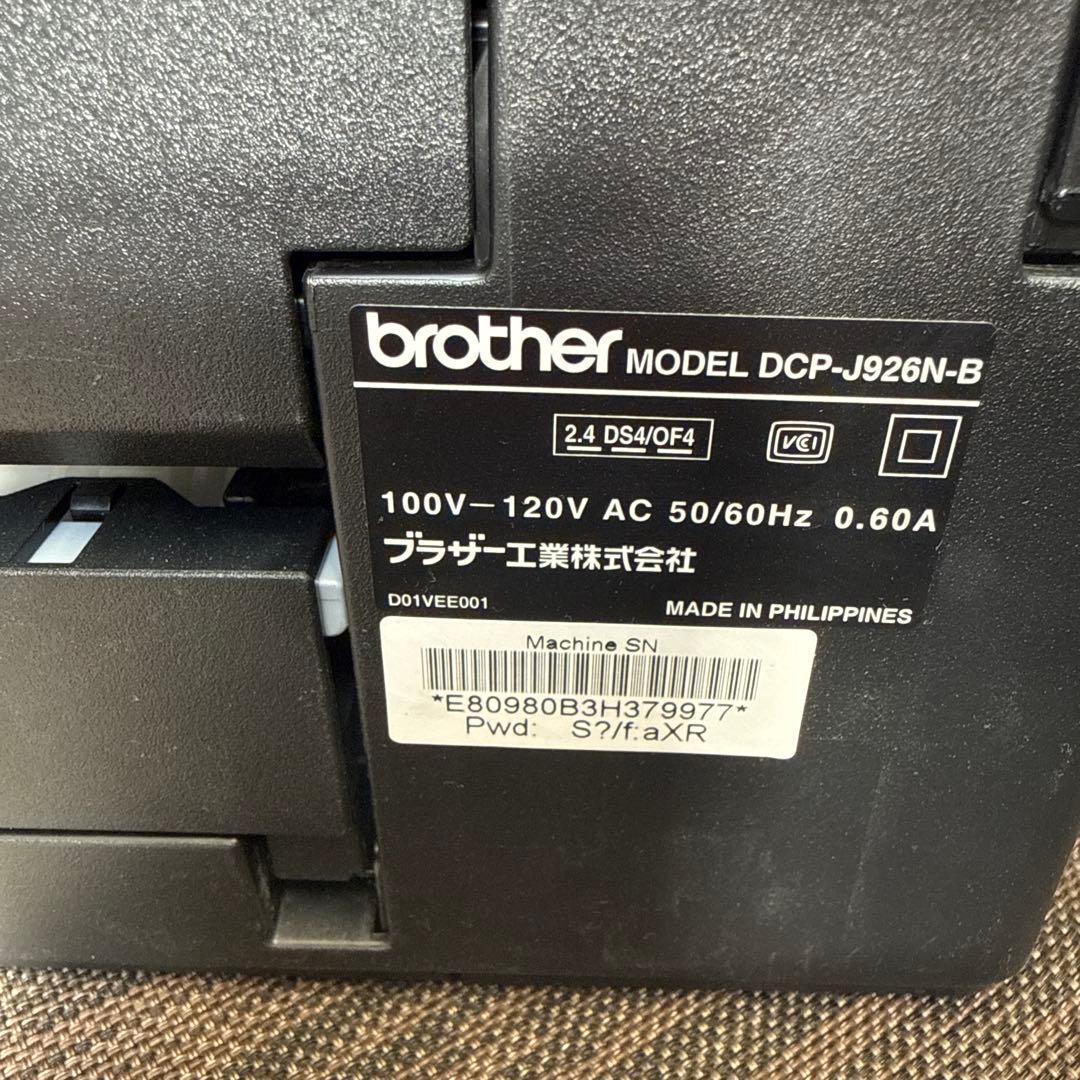 brother MODEL DCP-J926N-B
2.4 DS4/OF4
VCCI
100V－120V AC 50/60Hz 0.60A
ブラザー工業株式会社
D01VEE001 MADE IN PHILIPPINES
Machine SN
*E80980B3H379977*
Pwd: S?/f:aXR